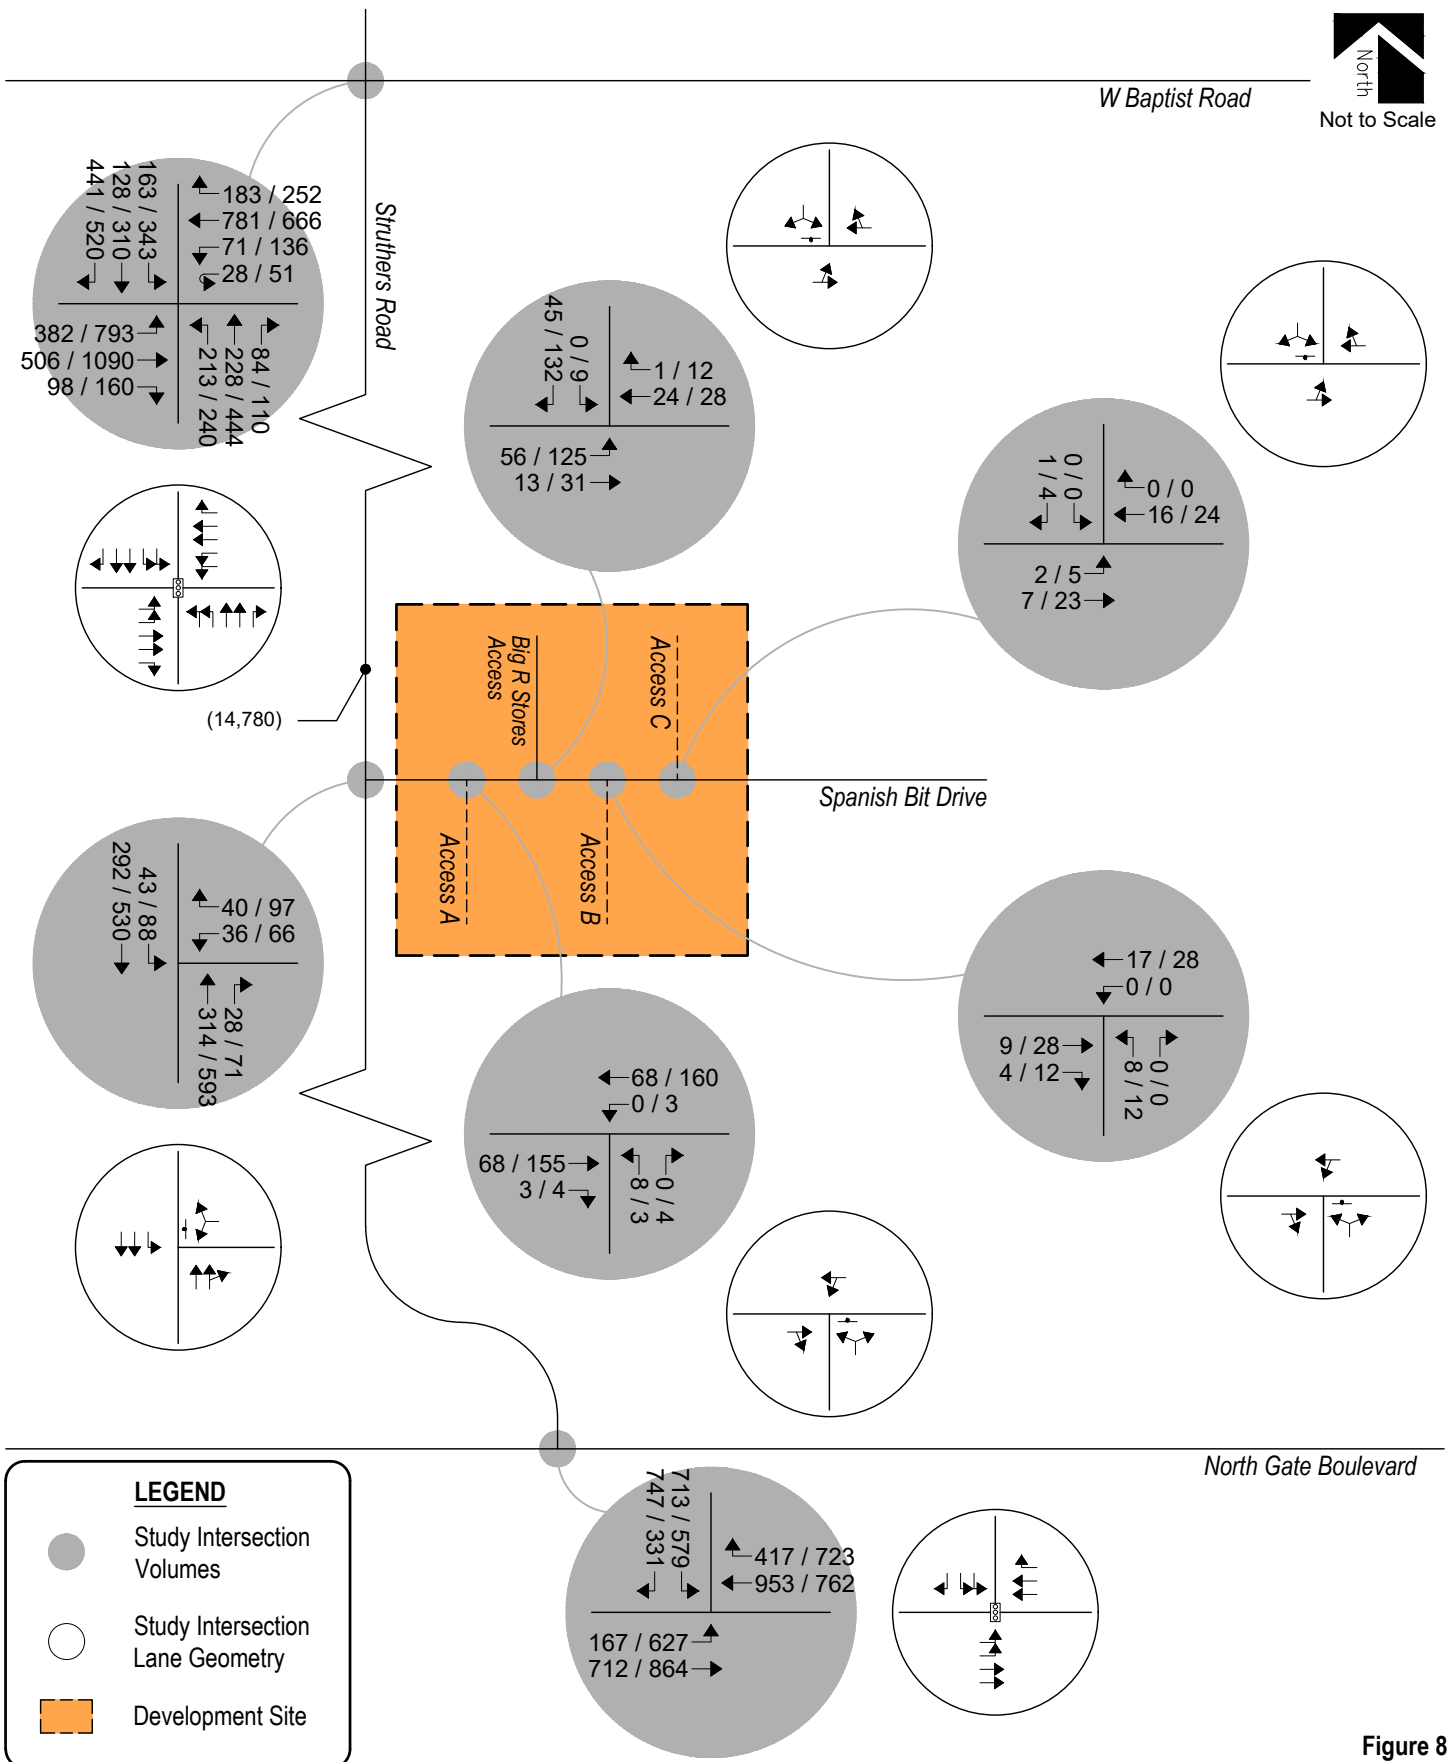 North
Not to Scale
W Baptist Road
Struthers Road
163 / 343
128 / 310
441 / 520
183 / 252
781 / 666
71 / 136
28 / 51
382 / 793
506 / 1090
98 / 160
84 / 110
228 / 444
213 / 240
0 / 9
45 / 132
1 / 12
24 / 28
56 / 125
13 / 31
0 / 0
1 / 4
0 / 0
16 / 24
2 / 5
7 / 23
(14,780)
Big R Stores
Access
Access C
Spanish Bit Drive
Access A
Access B
43 / 88
292 / 530
40 / 97
36 / 66
28 / 71
314 / 593
68 / 160
0 / 3
68 / 155
3 / 4
0 / 4
8 / 3
17 / 28
0 / 0
9 / 28
4 / 12
0 / 0
8 / 12
North Gate Boulevard
713 / 579
747 / 331
417 / 723
953 / 762
167 / 627
712 / 864
LEGEND
Study Intersection
Volumes
Study Intersection
Lane Geometry
Development Site
Figure 8